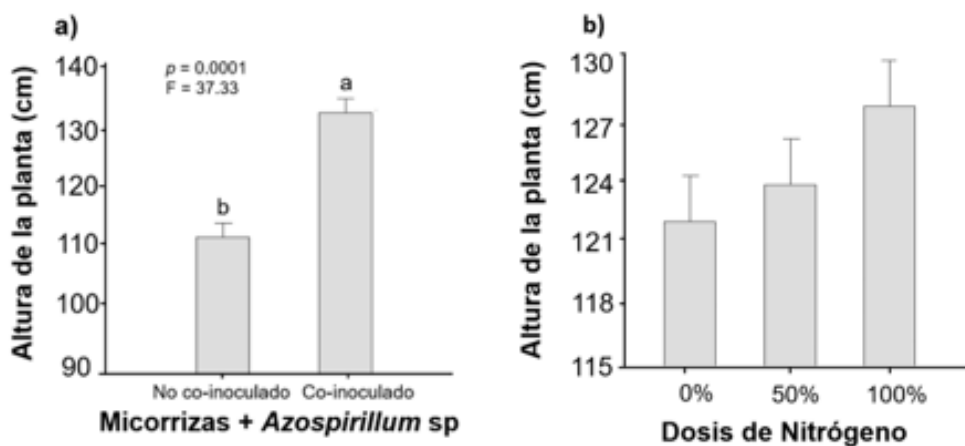 a)
Altura de la planta (cm)
140
130
120
110
100
90
p = 0.0001
F = 37.33
b
a
No co-inoculado Co-inoculado
Micorrizas + Azospirillum sp
b)
Altura de la planta (cm)
130
127
124
121
118
115
0% 50% 100%
Dosis de Nitrógeno